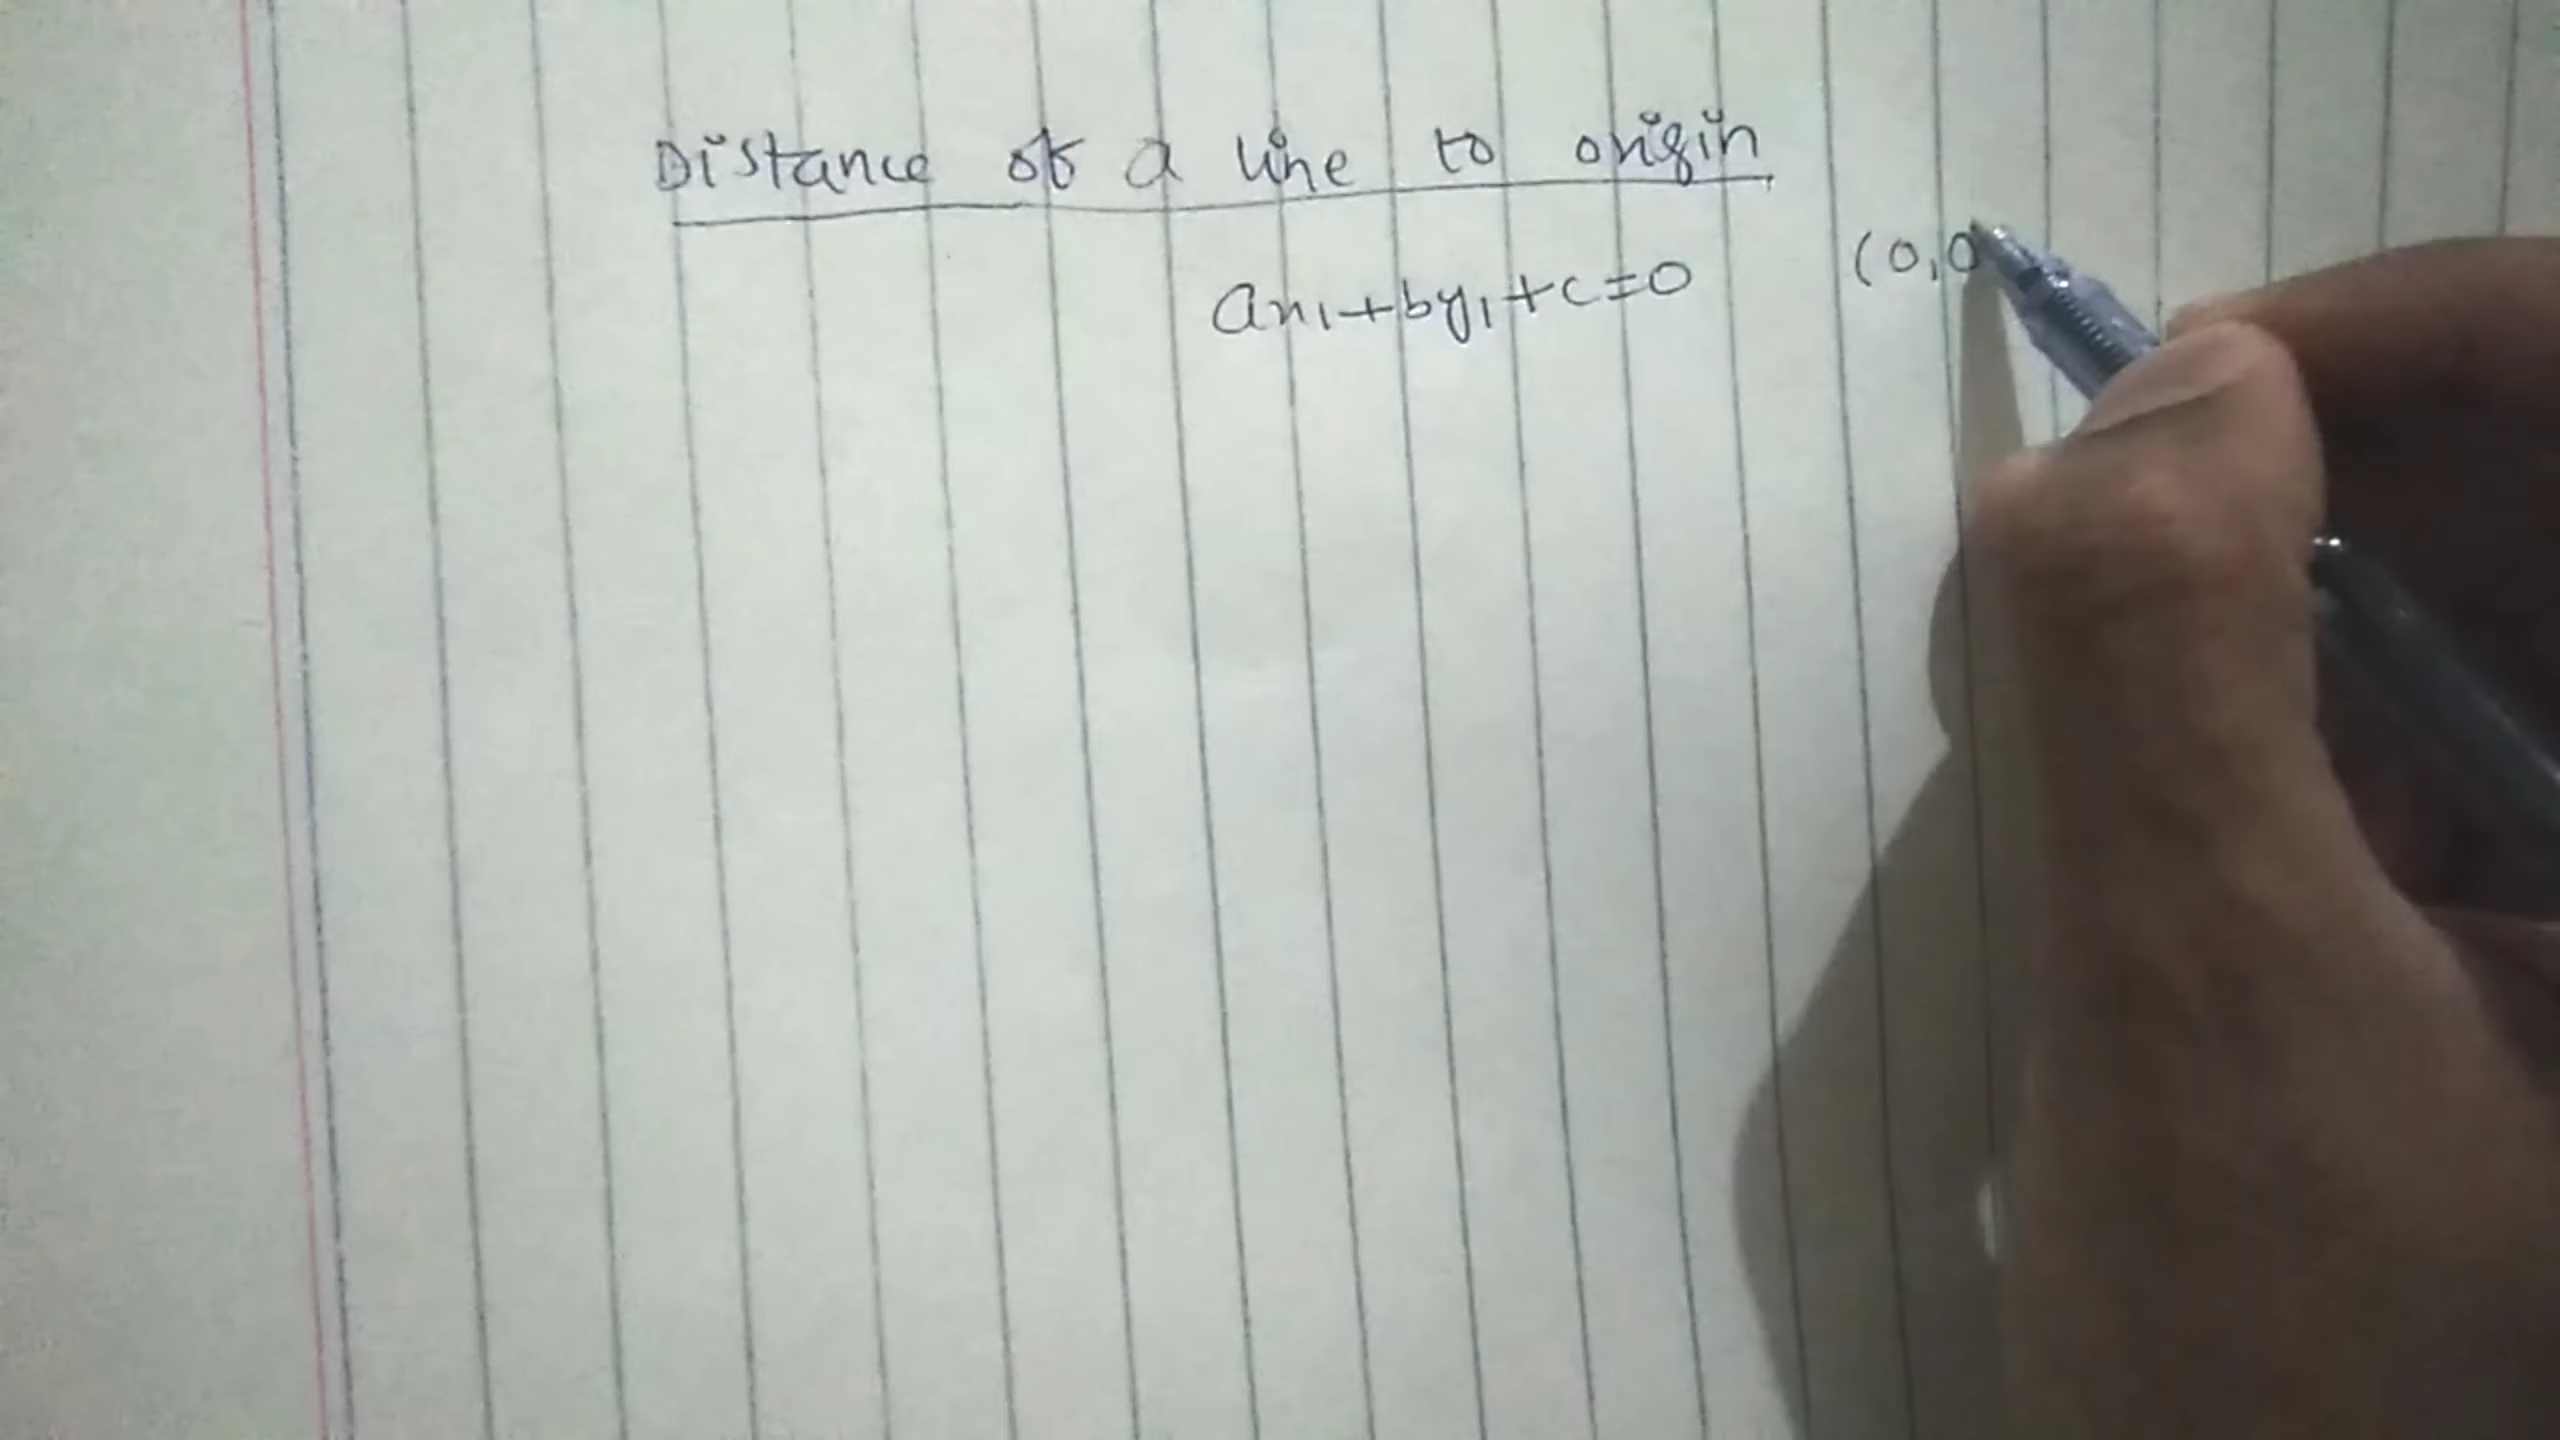 Distance of a line to origin
ax₁+by₁+c=0 (0,0